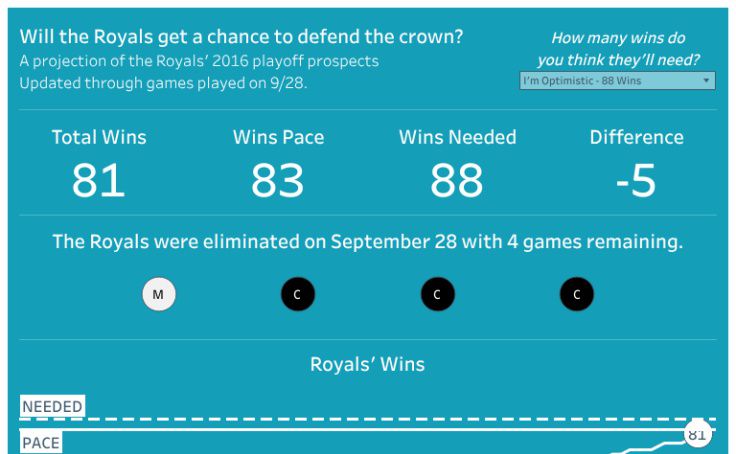 Will the Royals get a chance to defend the crown?
A projection of the Royals' 2016 playoff prospects
Updated through games played on 9/28.
How many wins do
you think they'll need?
I'm Optimistic - 88 Wins
Total Wins
Wins Pace
Wins Needed
Difference
81
83
88
-5
The Royals were eliminated on September 28 with 4 games remaining.
M
C
C
C
Royals' Wins
NEEDED
PACE
81